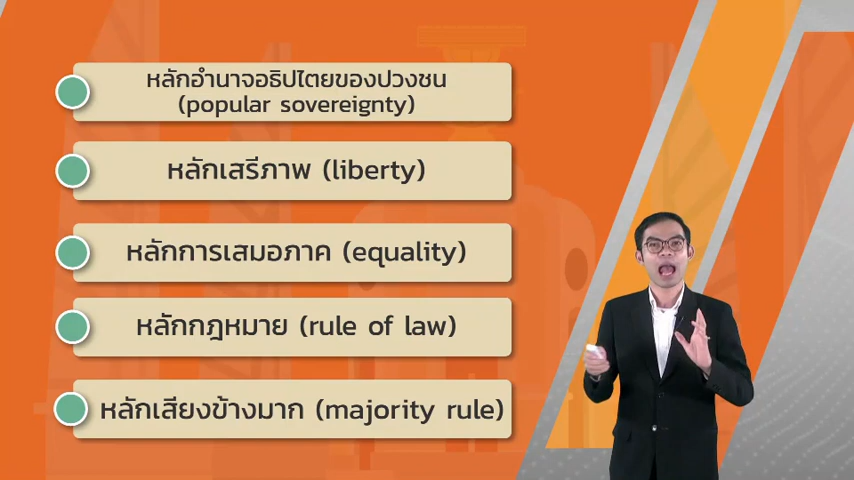 หลักอำนาจอธิปไตยของปวงชน
(popular sovereignty)
หลักเสรีภาพ (liberty)
หลักการเสมอภาค (equality)
หลักกฎหมาย (rule of law)
หลักเสียงข้างมาก (majority rule)